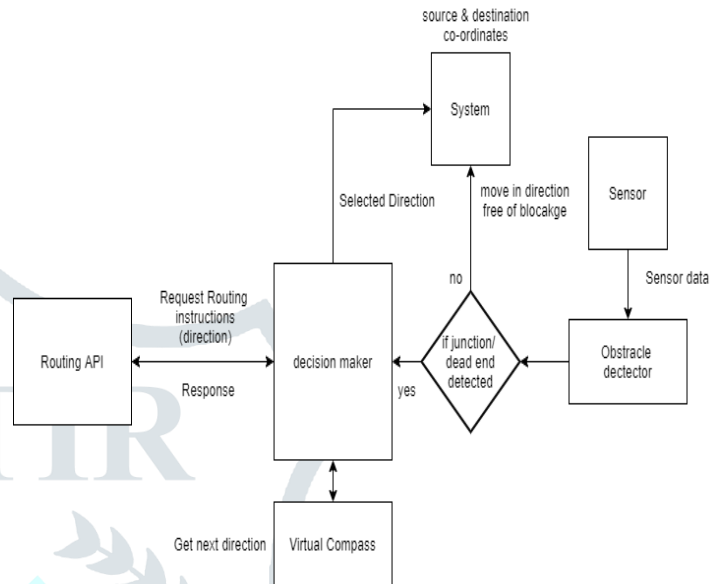 source & destination
co-ordinates
System
Selected Direction
move in direction
free of blocakge
Sensor
no
Sensor data
Request Routing
instructions
(direction)
Routing API
decision maker
if junction/
dead end
detected
Obstracle
dectector
Response
yes
Get next direction
Virtual Compass
TIR